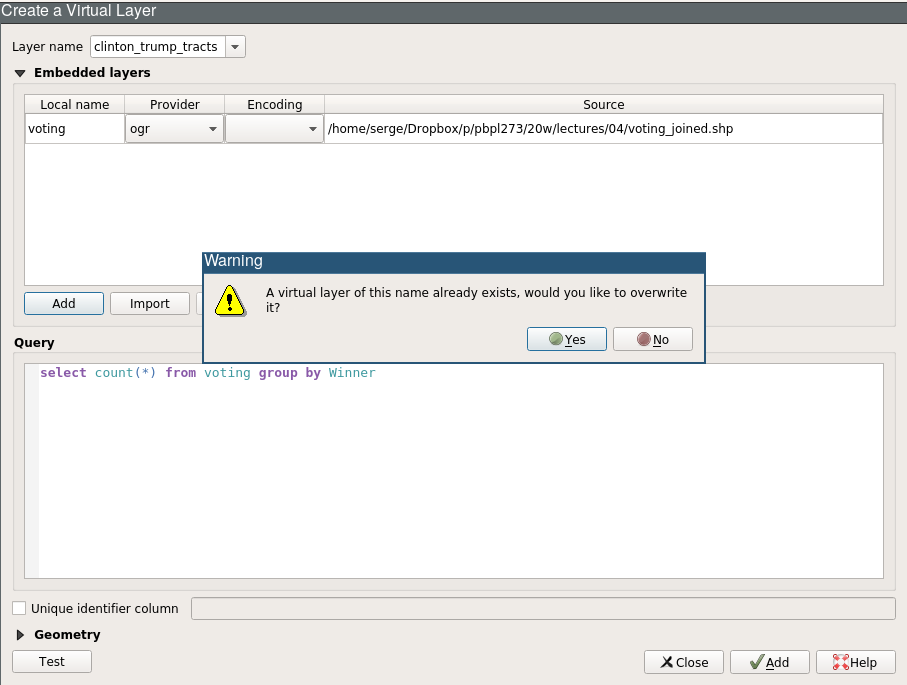 Create a Virtual Layer
Layer name clinton_trump_tracts
Embedded layers
Local name Provider Encoding Source
voting ogr /home/serge/Dropbox/p/pbpl273/20w/lectures/04/voting_joined.shp
Warning
A virtual layer of this name already exists, would you like to overwrite
it?
Yes No
Add Import
Query
select count(*) from voting group by Winner
Unique identifier column
Geometry
Test Close Add Help